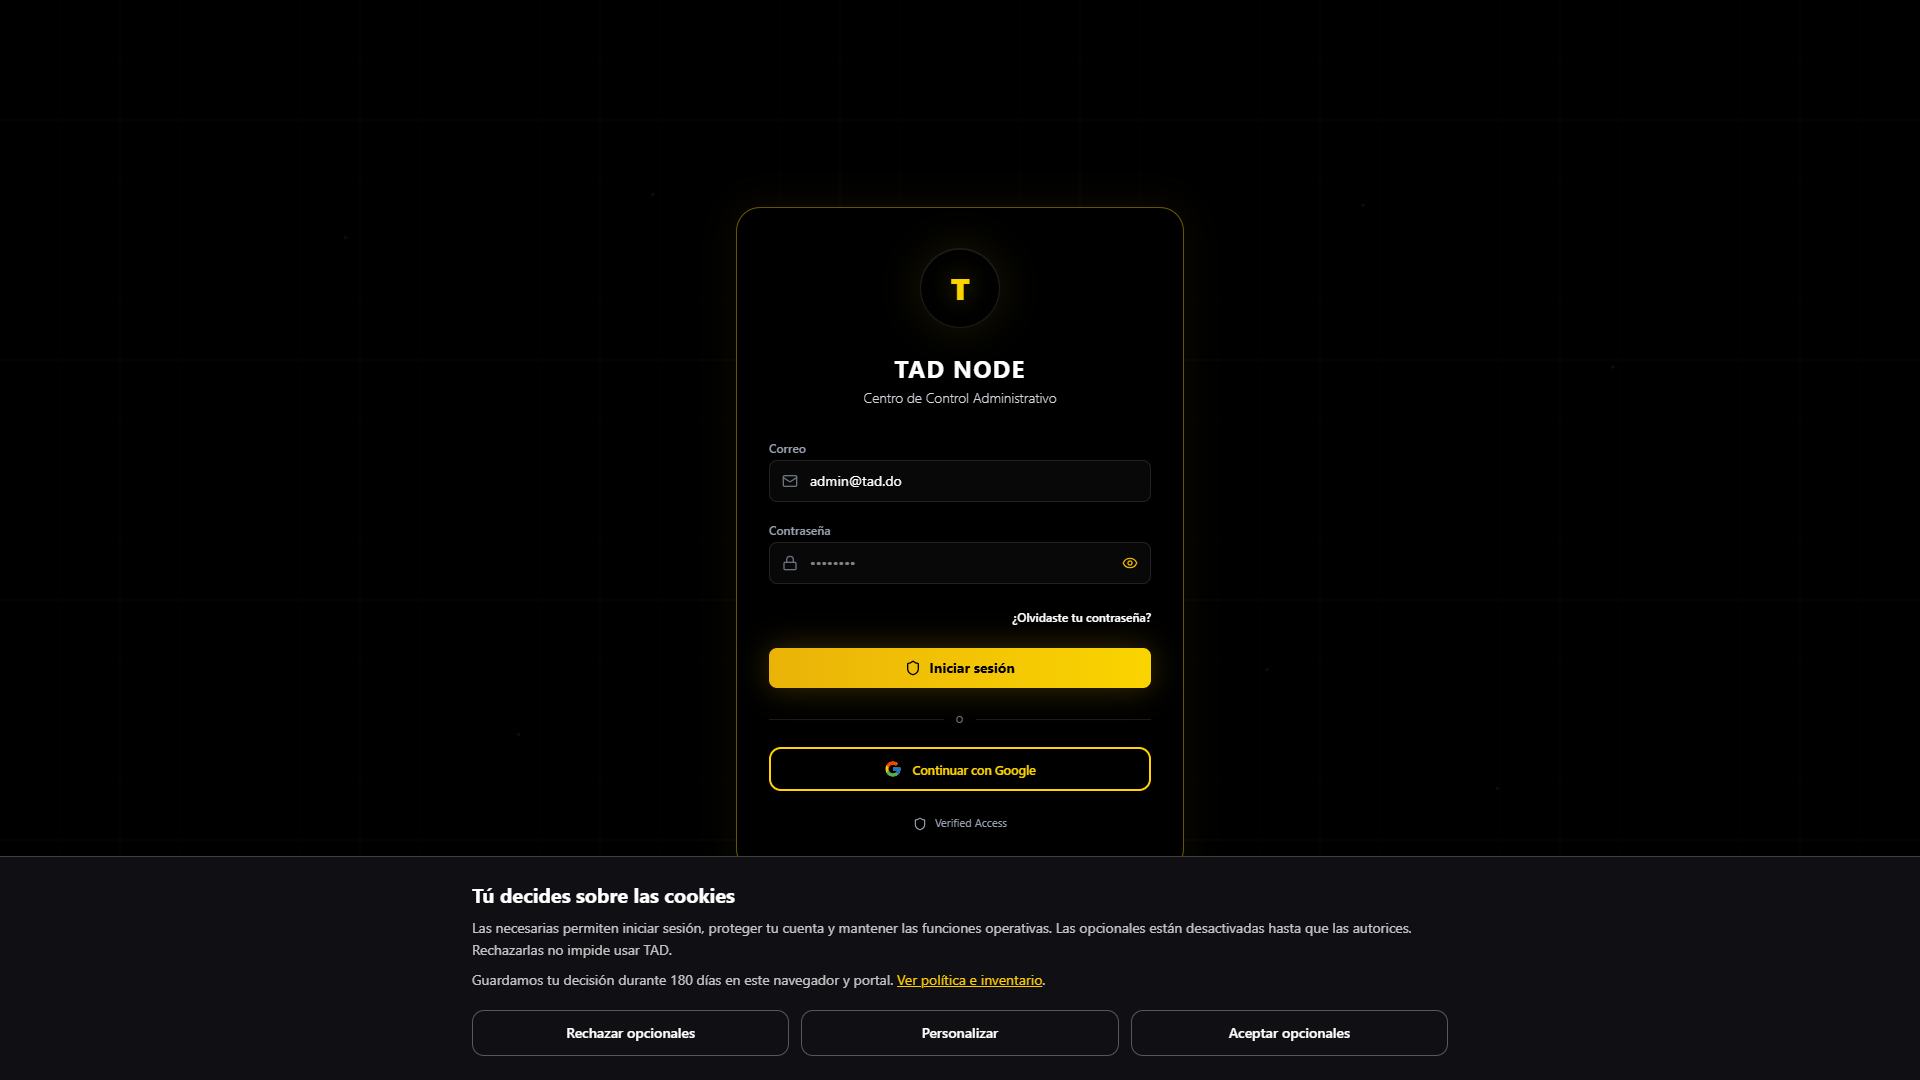 T
TAD NODE
Centro de Control Administrativo
Correo
admin@tad.do
Contraseña
••••••••
¿Olvidaste tu contraseña?
Iniciar sesión
O
Continuar con Google
Verified Access
Tú decides sobre las cookies
Las necesarias permiten iniciar sesión, proteger tu cuenta y mantener las funciones operativas. Las opcionales están desactivadas hasta que las autorices.
Rechazarlas no impide usar TAD.
Guardamos tu decisión durante 180 días en este navegador y portal. Ver política e inventario.
Rechazar opcionales
Personalizar
Aceptar opcionales